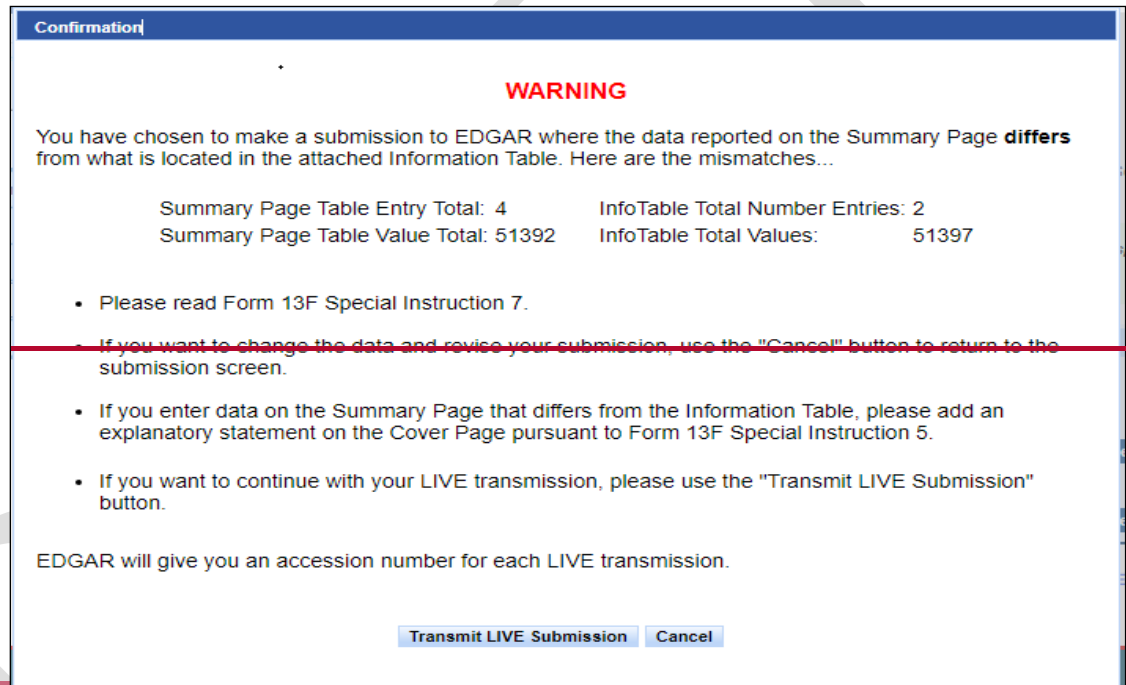 Confirmation
WARNING
You have chosen to make a submission to EDGAR where the data reported on the Summary Page differs
from what is located in the attached Information Table. Here are the mismatches...
Summary Page Table Entry Total: 4 InfoTable Total Number Entries: 2
Summary Page Table Value Total: 51392 InfoTable Total Values: 51397
• Please read Form 13F Special Instruction 7.
• If you want to change the data and revise your submission, use the "Cancel" button to return to the
submission screen.
• If you enter data on the Summary Page that differs from the Information Table, please add an
explanatory statement on the Cover Page pursuant to Form 13F Special Instruction 5.
• If you want to continue with your LIVE transmission, please use the "Transmit LIVE Submission"
button.
EDGAR will give you an accession number for each LIVE transmission.
Transmit LIVE Submission Cancel